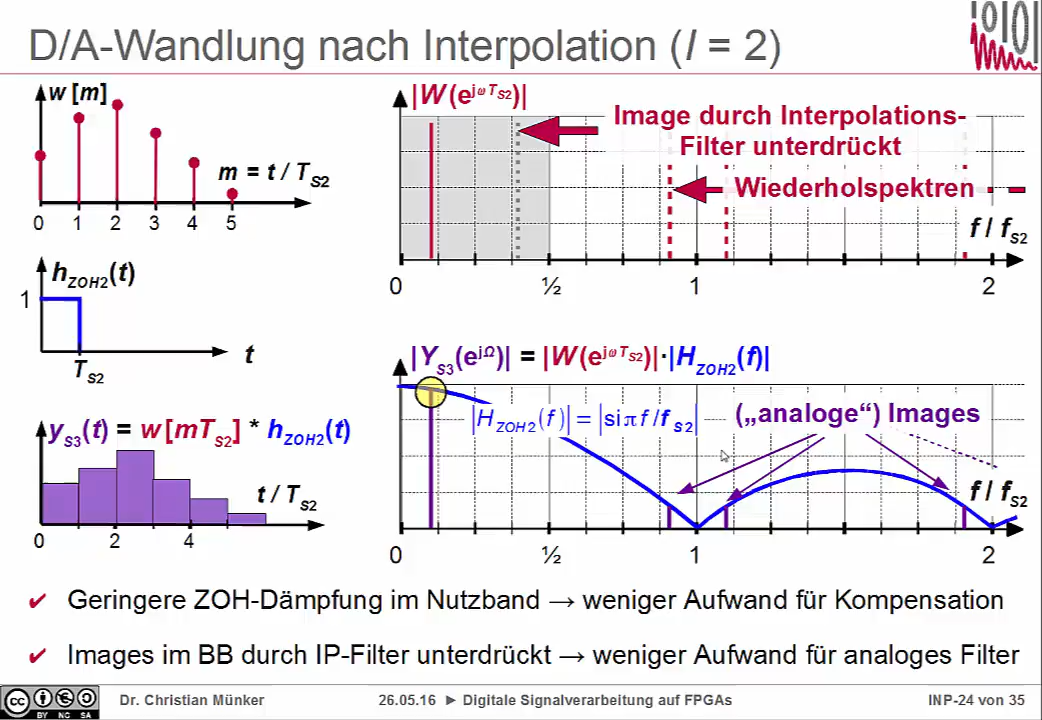 D/A-Wandlung nach Interpolation (I = 2)
w [m]
m = t / T_S2
0 1 2 3 4 5
h_ZOH2(t)
1
t
T_S2
y_S3(t) = w [mT_S2] * h_ZOH2(t)
t / T_S2
0 2 4
|W (e^jωT_S2)|
Image durch Interpolations-
Filter unterdrückt
Wiederholspektren
f / f_S2
0 ½ 1 2
|Y_S3(e^jΩ)| = |W(e^jωT_S2)|·|H_ZOH2(f)|
|H_ZOH2(f)| = |si π f / f_S2|
(„analoge“) Images
f / f_S2
0 ½ 1 2
✔ Geringere ZOH-Dämpfung im Nutzband → weniger Aufwand für Kompensation
✔ Images im BB durch IP-Filter unterdrückt → weniger Aufwand für analoges Filter
cc BY NC SA Dr. Christian Münker 26.05.16 ► Digitale Signalverarbeitung auf FPGAs INP-24 von 35